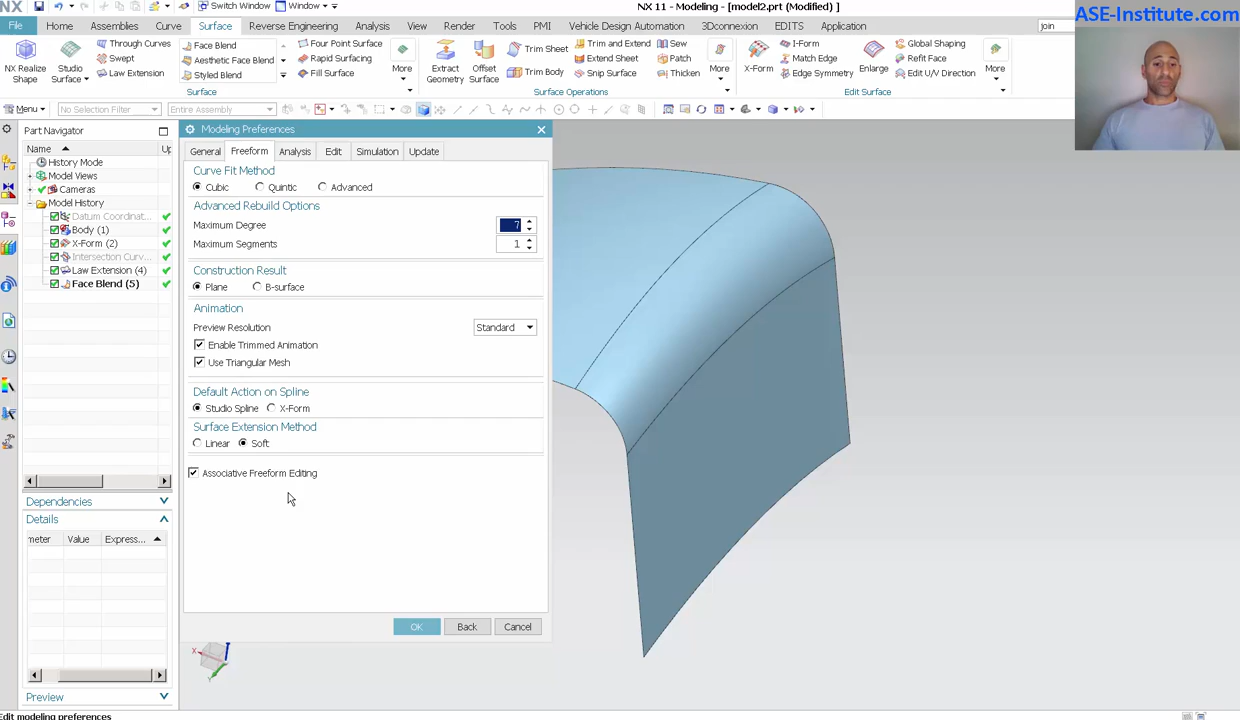 NX Switch Window Window NX 11 - Modeling - [model2.prt (Modified) ]
ASE-Institute.com
File Home Assemblies Curve Surface Reverse Engineering Analysis View Render Tools PMI Vehicle Design Automation 3Dconnexion EDITS Application join
NX Realize Shape
Studio Surface
Through Curves
Swept
Law Extension
Face Blend
Aesthetic Face Blend
Styled Blend
Four Point Surface
Rapid Surfacing
Fill Surface
More
Surface
Extract Geometry
Offset Surface
Trim Sheet
Trim Body
Trim and Extend
Extend Sheet
Snip Surface
Sew
Patch
Thicken
More
Surface Operations
X-Form
I-Form
Match Edge
Edge Symmetry
Enlarge
Global Shaping
Refit Face
Edit U/V Direction
More
Edit Surface
Menu No Selection Filter Entire Assembly
Part Navigator
Name Up
History Mode
Model Views
Cameras
Model History
Datum Coordinat...
Body (1)
X-Form (2)
Intersection Curv...
Law Extension (4)
Face Blend (5)
Dependencies
Details
meter Value Express...
Preview
Modeling Preferences
General Freeform Analysis Edit Simulation Update
Curve Fit Method
Cubic Quintic Advanced
Advanced Rebuild Options
Maximum Degree 7
Maximum Segments 1
Construction Result
Plane B-surface
Animation
Preview Resolution Standard
Enable Trimmed Animation
Use Triangular Mesh
Default Action on Spline
Studio Spline X-Form
Surface Extension Method
Linear Soft
Associative Freeform Editing
OK Back Cancel
X Y
Edit modeling preferences